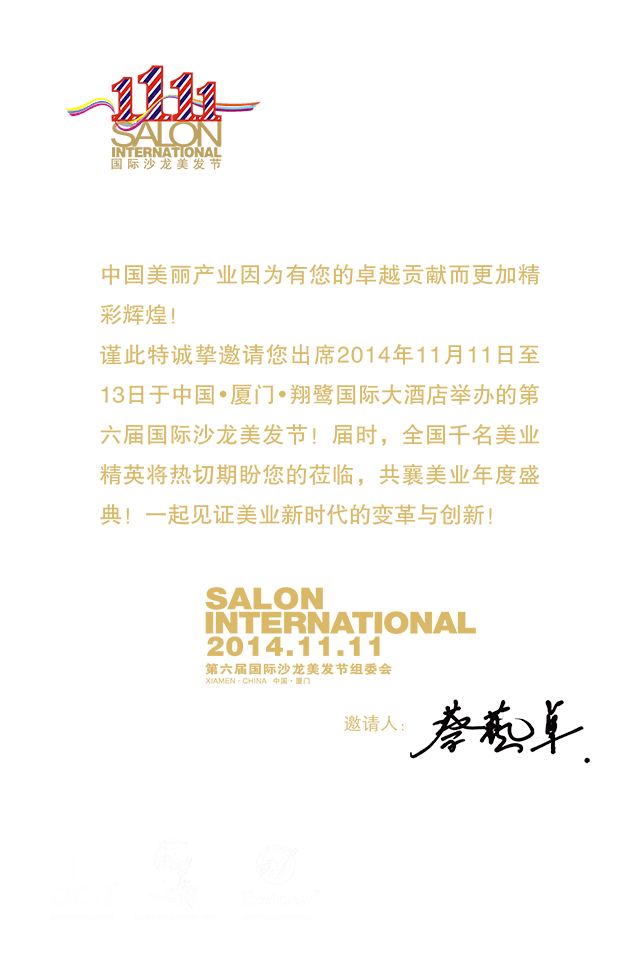 11.11
SALON
INTERNATIONAL
国际沙龙美发节
中国美丽产业因为有您的卓越贡献而更加精
彩辉煌！
谨此特诚挚邀请您出席2014年11月11日至
13日于中国•厦门•翔鹭国际大酒店举办的第
六届国际沙龙美发节！届时，全国千名美业
精英将热切期盼您的莅临，共襄美业年度盛
典！一起见证美业新时代的变革与创新！
SALON
INTERNATIONAL
2014.11.11
第六届国际沙龙美发节组委会
XIAMEN·CHINA 中国·厦门
邀请人：蔡艺卓